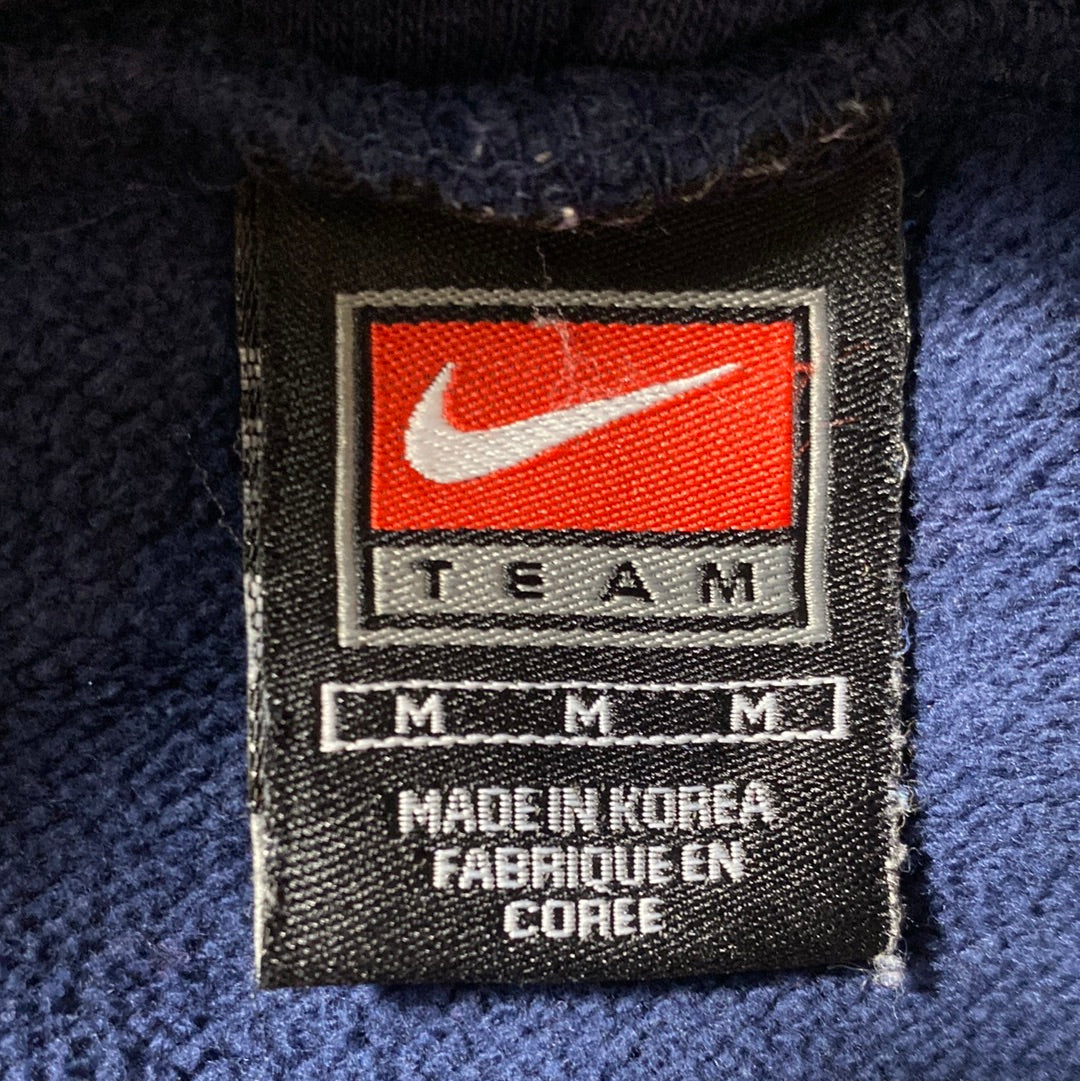 TEAM
M M M
MADE IN KOREA
FABRIQUE EN
COREE